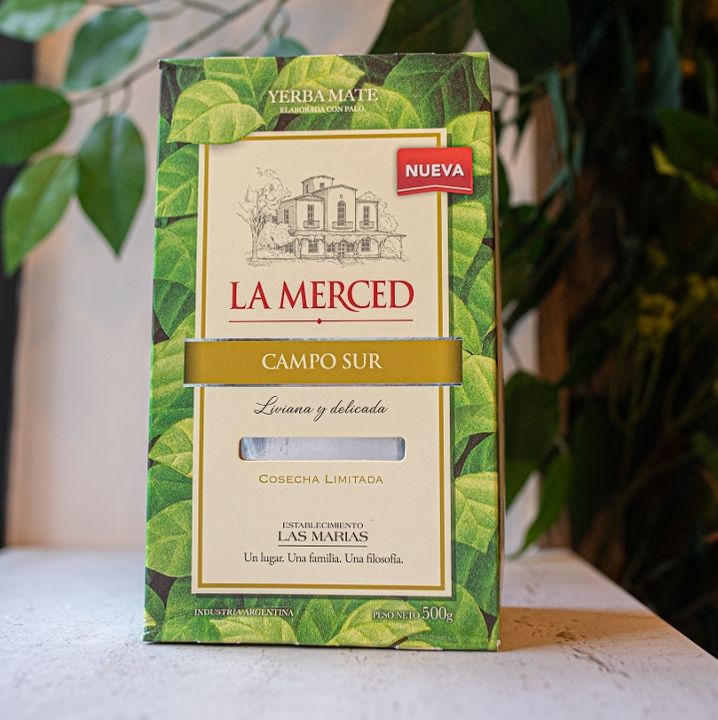 YERBA MATE
ELABORADA CON PALO.
NUEVA
LA MERCED
CAMPO SUR
Liviana y delicada
COSECHA LIMITADA
ESTABLECIMIENTO
LAS MARIAS
Un lugar. Una familia. Una filosofía.
INDUSTRIA ARGENTINA
PESO NETO 500g